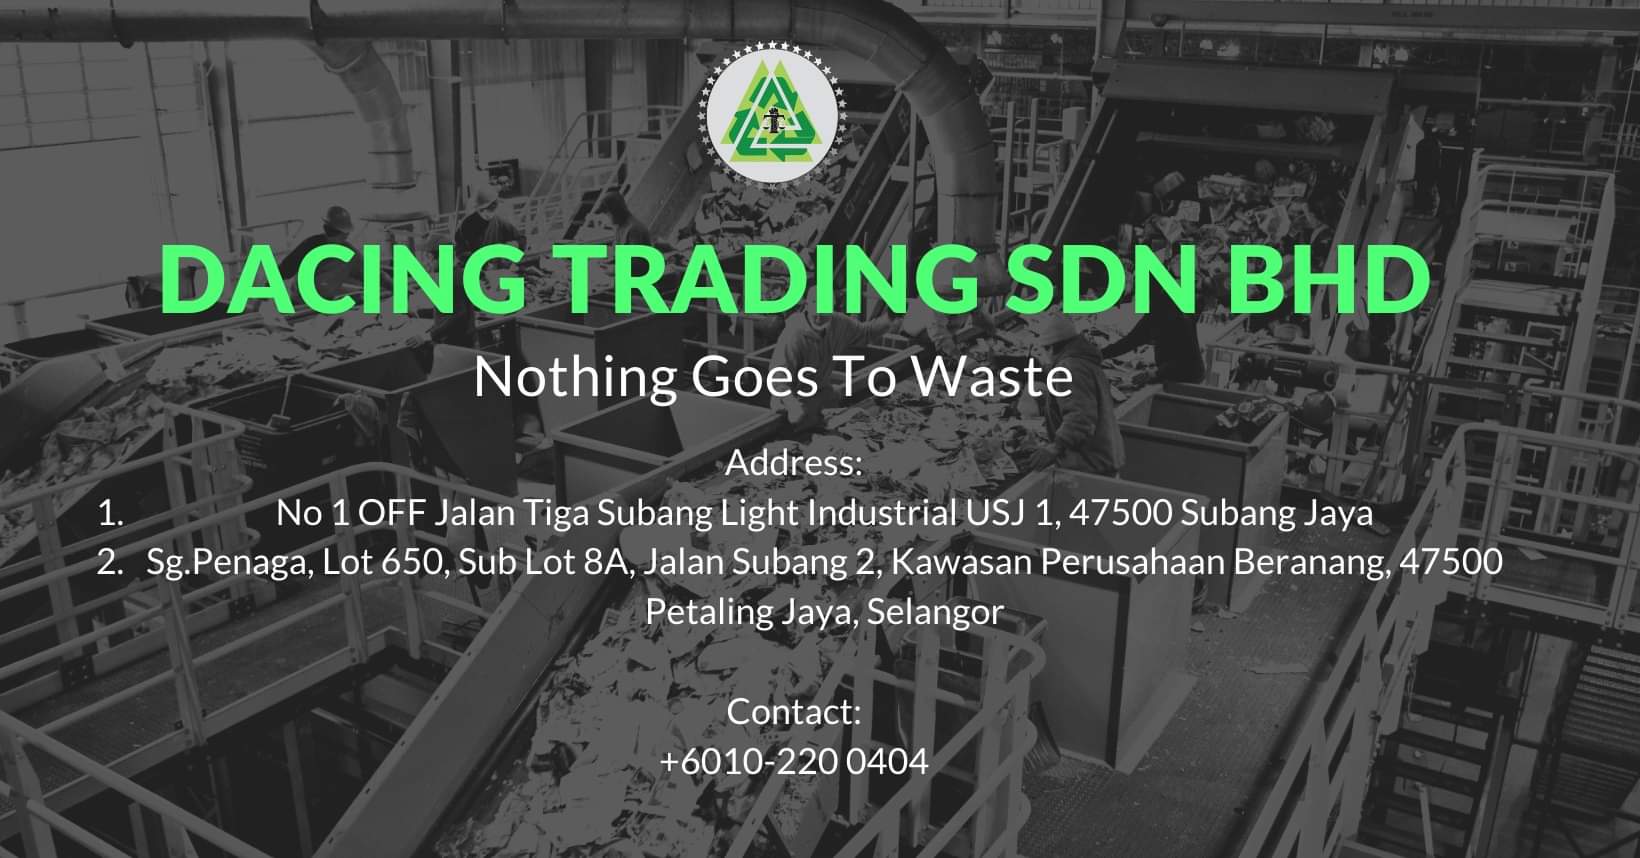 DACING TRADING SDN BHD
Nothing Goes To Waste
Address:
1. No 1 OFF Jalan Tiga Subang Light Industrial USJ 1, 47500 Subang Jaya
2. Sg.Penaga, Lot 650, Sub Lot 8A, Jalan Subang 2, Kawasan Perusahaan Beranang, 47500
Petaling Jaya, Selangor
Contact:
+6010-220 0404